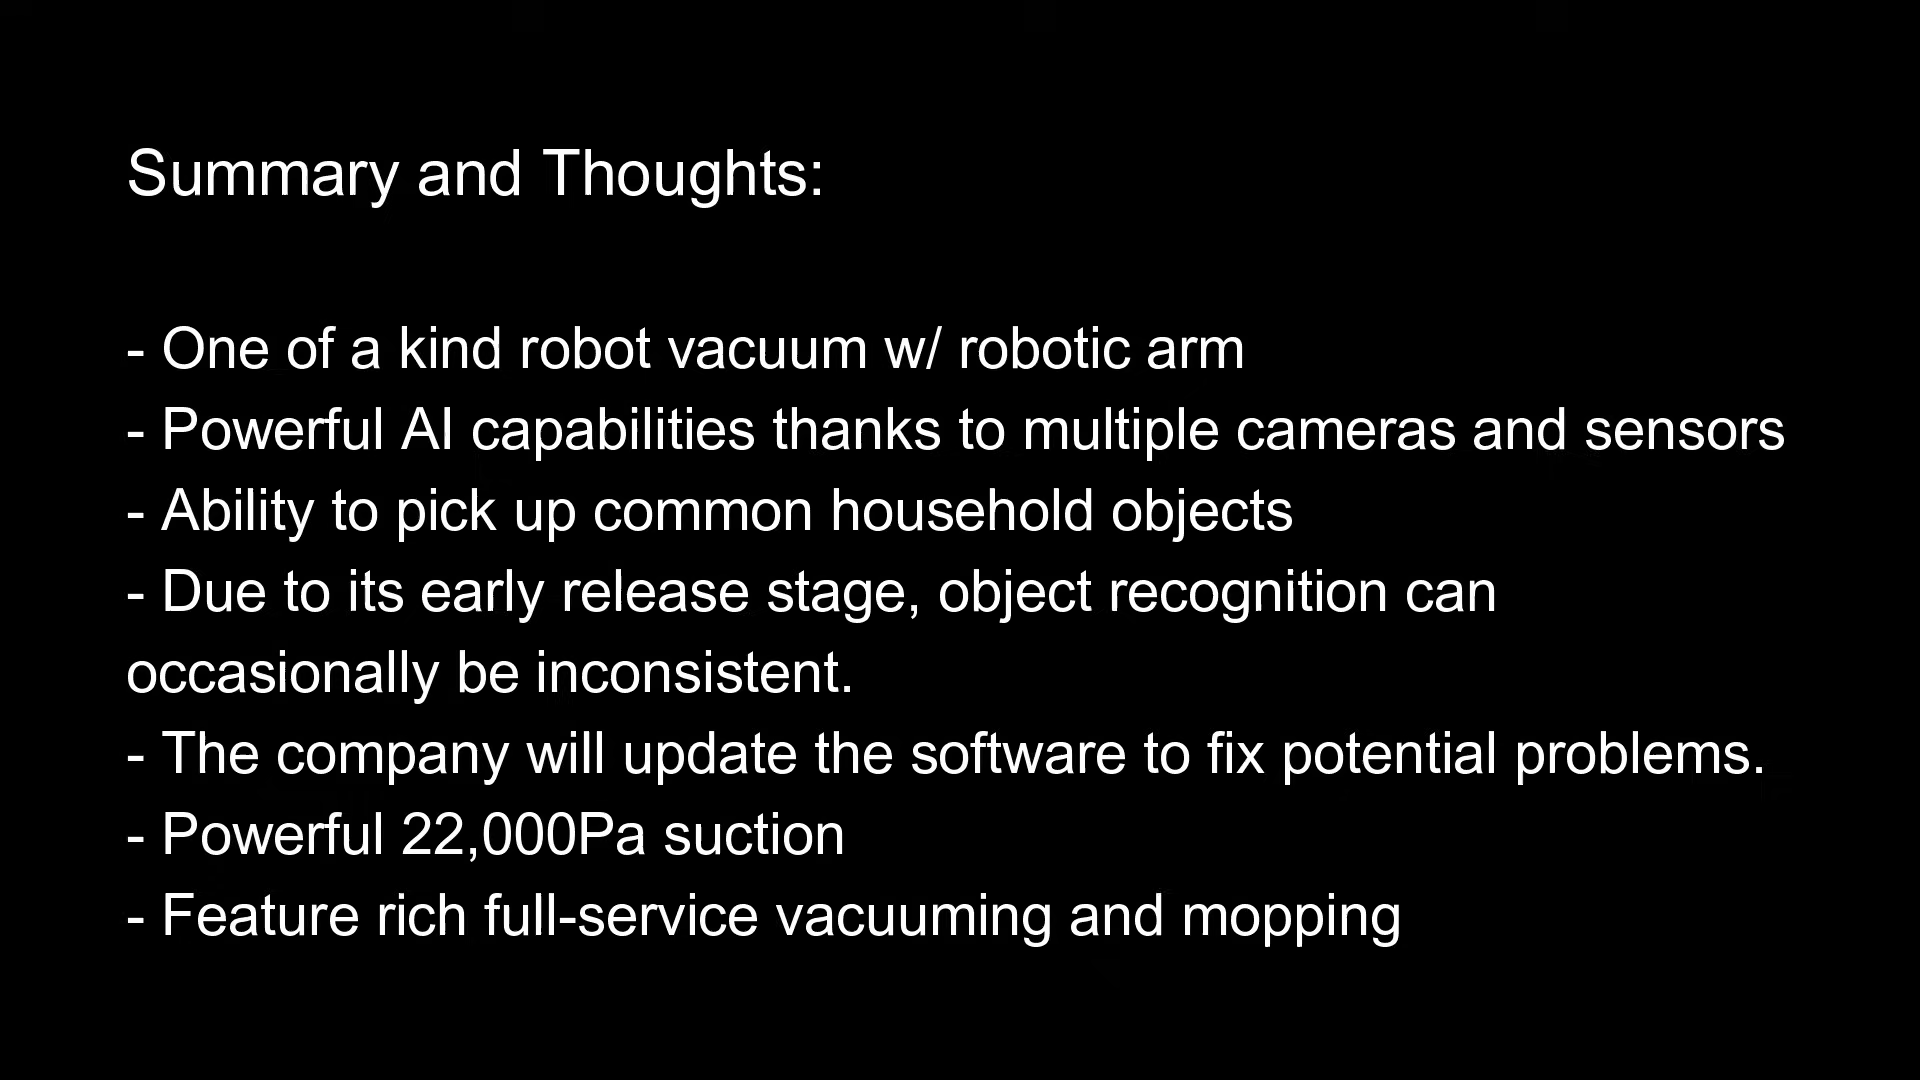 Summary and Thoughts:
- One of a kind robot vacuum w/ robotic arm
- Powerful AI capabilities thanks to multiple cameras and sensors
- Ability to pick up common household objects
- Due to its early release stage, object recognition can
occasionally be inconsistent.
- The company will update the software to fix potential problems.
- Powerful 22,000Pa suction
- Feature rich full-service vacuuming and mopping